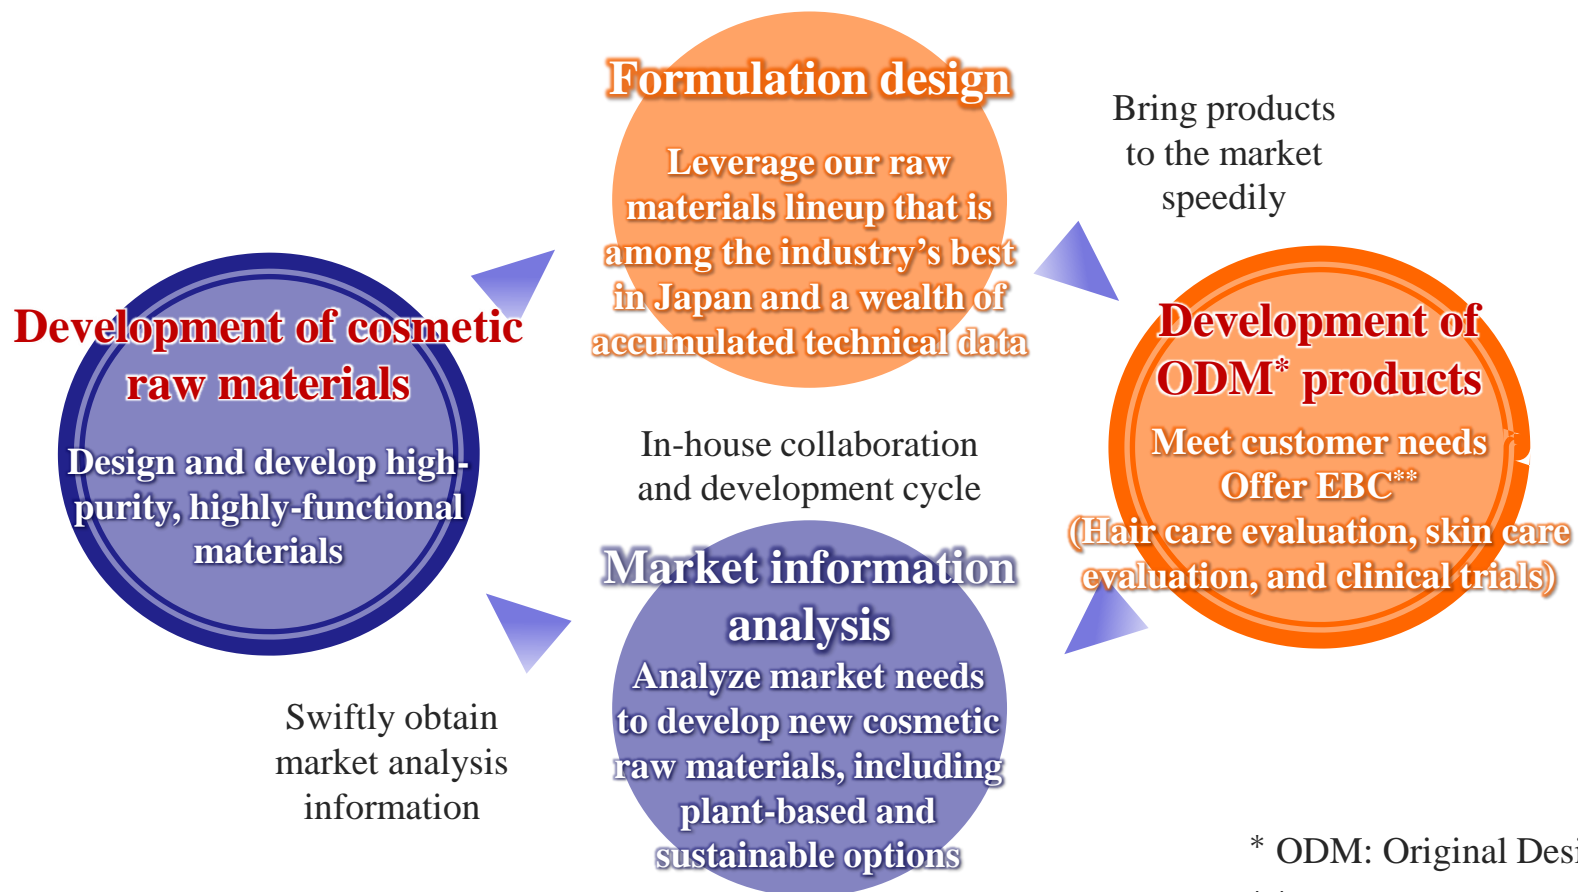 Formulation design
Leverage our raw
materials lineup that is
among the industry's best
in Japan and a wealth of
accumulated technical data
Bring products
to the market
speedily
Development of cosmetic
raw materials
Design and develop high-
purity, highly-functional
materials
Development of
ODM* products
Meet customer needs
Offer EBC**
(Hair care evaluation, skin care
evaluation, and clinical trials)
In-house collaboration
and development cycle
Market information
analysis
Analyze market needs
to develop new cosmetic
raw materials, including
plant-based and
sustainable options
Swiftly obtain
market analysis
information
* ODM: Original Desi